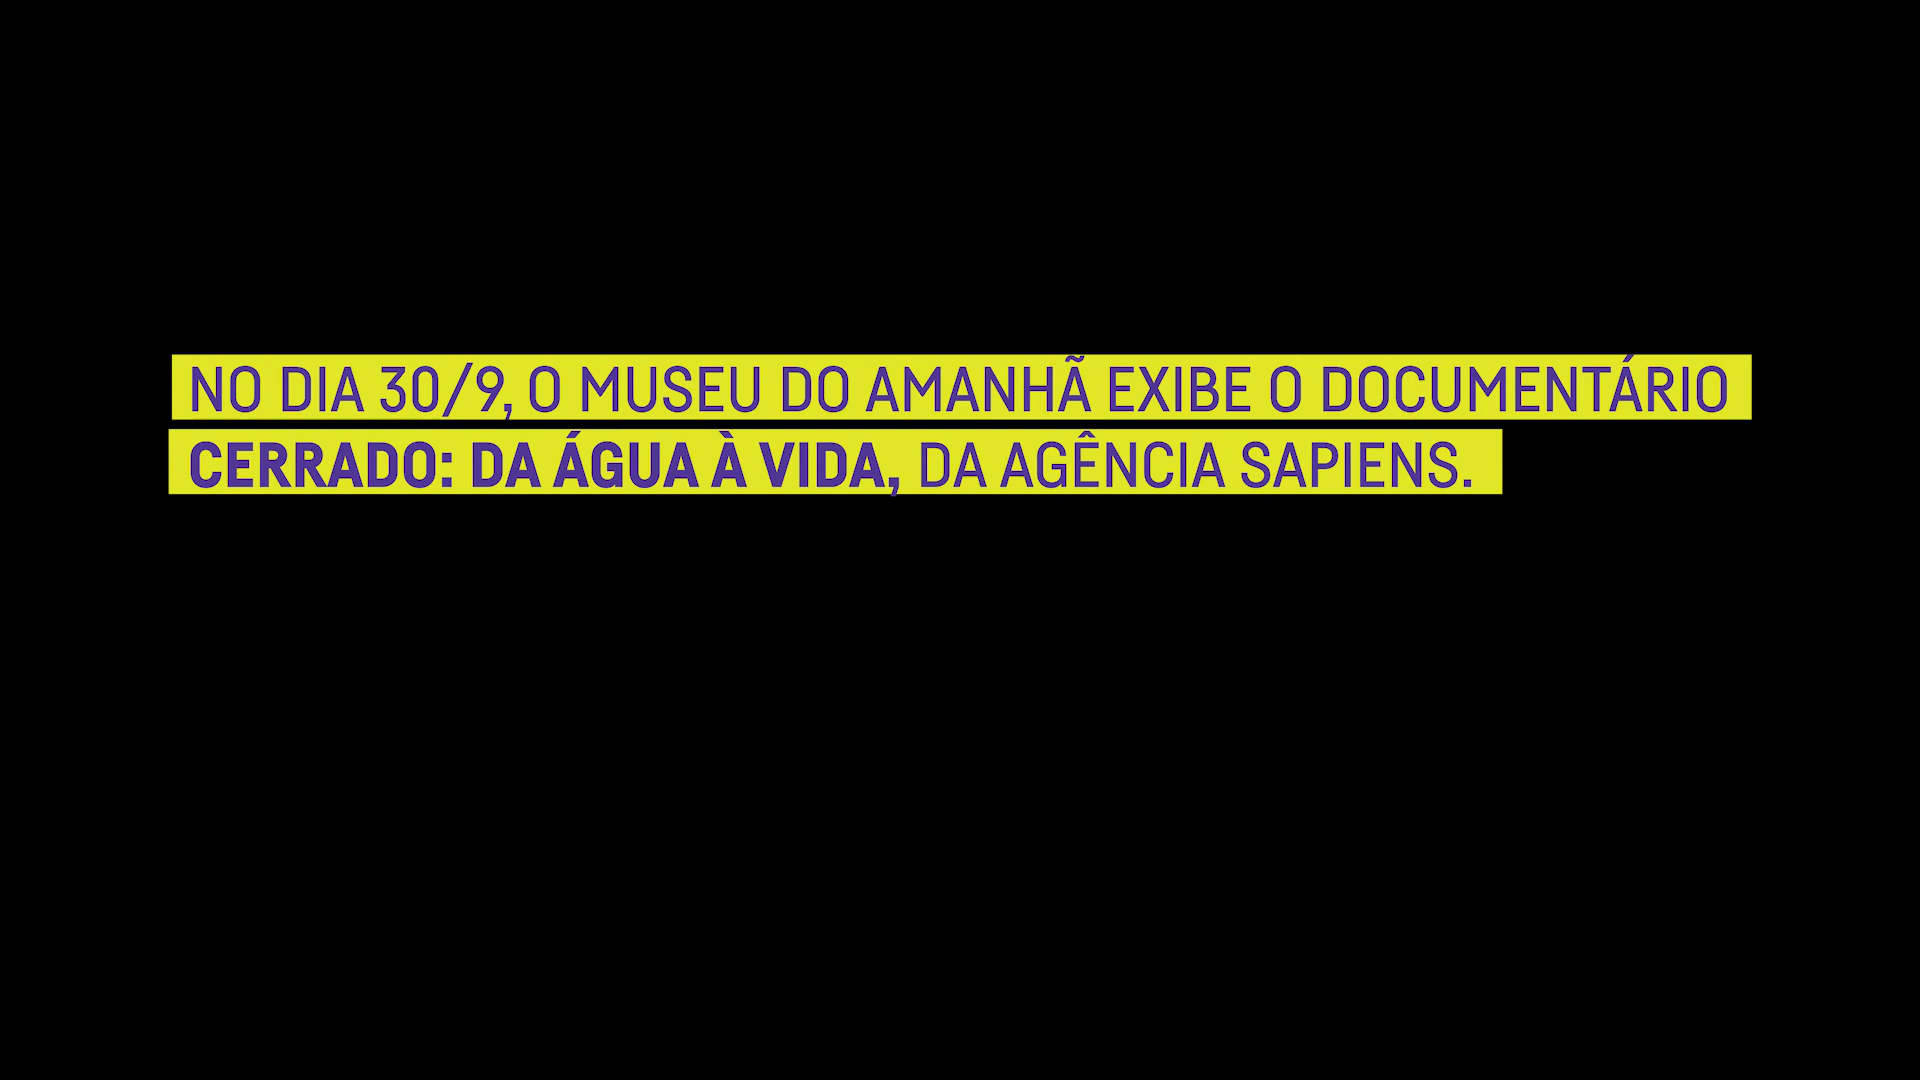 NO DIA 30/9, O MUSEU DO AMANHÃ EXIBE O DOCUMENTÁRIO
CERRADO: DA ÁGUA À VIDA, DA AGÊNCIA SAPIENS.